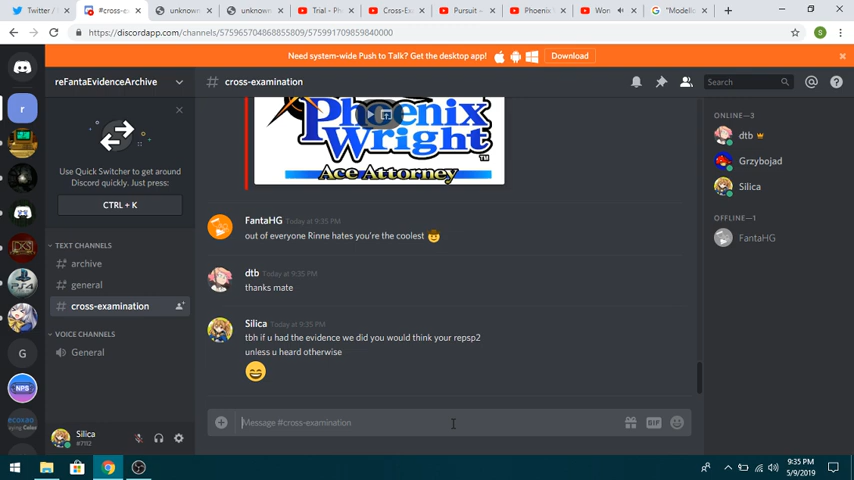 Twitter /
#cross-e
unknown
unknown
Trial - Ph
Cross-Ex
Pursuit –
Phoenix
Won
"Modello
https://discordapp.com/channels/575965704868855809/575991709859840000
Need system-wide Push to Talk? Get the desktop app!
Download
reFantaEvidenceArchive
# cross-examination
Search
Use Quick Switcher to get around
Discord quickly. Just press:
CTRL + K
TEXT CHANNELS
# archive
# general
# cross-examination
VOICE CHANNELS
General
Silica
#7112
Phoenix
Wright
TM
Ace Attorney
FantaHG Today at 9:35 PM
out of everyone Rinne hates you're the coolest
dtb Today at 9:35 PM
thanks mate
Silica Today at 9:35 PM
tbh if u had the evidence we did you would think your repsp2
unless u heard otherwise
Message #cross-examination
GIF
ONLINE—3
dtb
Grzybojad
Silica
OFFLINE—1
FantaHG
r
PS4
G
NPS
9:35 PM
5/9/2019